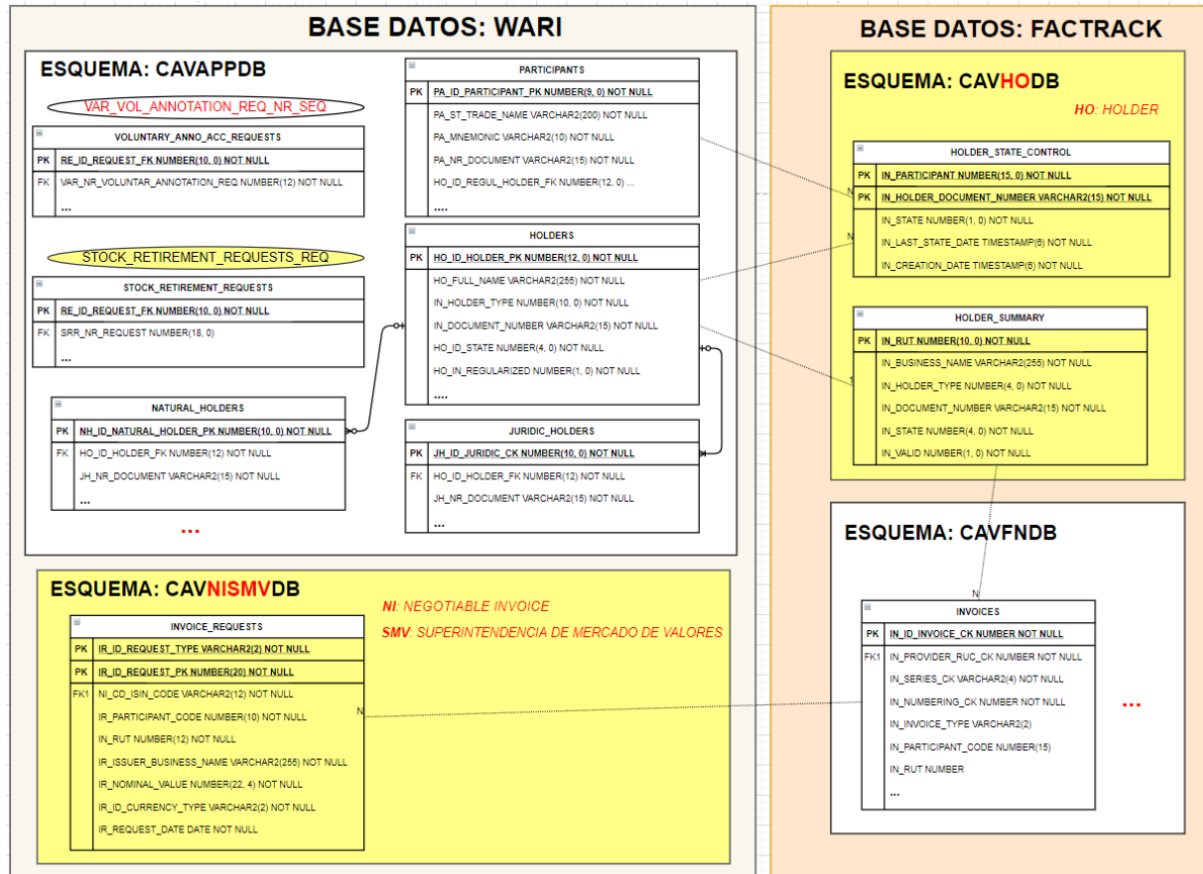 BASE DATOS: WARI
ESQUEMA: CAVAPPDB
VAR_VOL_ANNOTATION_REQ_NR_SEQ
VOLUNTARY_ANNO_ACC_REQUESTS
PK RE_ID_REQUEST_FK NUMBER(10, 0) NOT NULL
FK VAR_NR_VOLUNTAR_ANNOTATION_REQ NUMBER(12) NOT NULL
...
STOCK_RETIREMENT_REQUESTS_REQ
STOCK_RETIREMENT_REQUESTS
PK RE_ID_REQUEST_FK NUMBER(10, 0) NOT NULL
FK SRR_NR_REQUEST NUMBER(18, 0)
...
NATURAL_HOLDERS
PK NH_ID_NATURAL_HOLDER_PK NUMBER(10, 0) NOT NULL
FK HO_ID_HOLDER_FK NUMBER(12) NOT NULL
JH_NR_DOCUMENT VARCHAR2(15) NOT NULL
...
...
PARTICIPANTS
PK PA_ID_PARTICIPANT_PK NUMBER(9, 0) NOT NULL
PA_ST_TRADE_NAME VARCHAR2(200) NOT NULL
PA_MNEMONIC VARCHAR2(10) NOT NULL
PA_NR_DOCUMENT VARCHAR2(15) NOT NULL
HO_ID_REGUL_HOLDER_FK NUMBER(12, 0) ...
....
HOLDERS
PK HO_ID_HOLDER_PK NUMBER(12, 0) NOT NULL
HO_FULL_NAME VARCHAR2(255) NOT NULL
IN_HOLDER_TYPE NUMBER(10, 0) NOT NULL
IN_DOCUMENT_NUMBER VARCHAR2(15) NOT NULL
HO_ID_STATE NUMBER(4, 0) NOT NULL
HO_IN_REGULARIZED NUMBER(1, 0) NOT NULL
....
JURIDIC_HOLDERS
PK JH_ID_JURIDIC_CK NUMBER(10, 0) NOT NULL
FK HO_ID_HOLDER_FK NUMBER(12) NOT NULL
JH_NR_DOCUMENT VARCHAR2(15) NOT NULL
...
ESQUEMA: CAVNISMVDB
NI: NEGOTIABLE INVOICE
SMV: SUPERINTENDENCIA DE MERCADO DE VALORES
INVOICE_REQUESTS
PK IR_ID_REQUEST_TYPE VARCHAR2(2) NOT NULL
PK IR_ID_REQUEST_PK NUMBER(20) NOT NULL
FK1 NI_CD_ISIN_CODE VARCHAR2(12) NOT NULL
IR_PARTICIPANT_CODE NUMBER(10) NOT NULL
IN_RUT NUMBER(12) NOT NULL
IR_ISSUER_BUSINESS_NAME VARCHAR2(255) NOT NULL
IR_NOMINAL_VALUE NUMBER(22, 4) NOT NULL
IR_ID_CURRENCY_TYPE VARCHAR2(2) NOT NULL
IR_REQUEST_DATE DATE NOT NULL
N
BASE DATOS: FACTRACK
ESQUEMA: CAVHODB
HO: HOLDER
HOLDER_STATE_CONTROL
PK IN_PARTICIPANT NUMBER(15, 0) NOT NULL
N
PK IN_HOLDER_DOCUMENT_NUMBER VARCHAR2(15) NOT NULL
IN_STATE NUMBER(1, 0) NOT NULL
N
IN_LAST_STATE_DATE TIMESTAMP(6) NOT NULL
IN_CREATION_DATE TIMESTAMP(6) NOT NULL
HOLDER_SUMMARY
PK IN_RUT NUMBER(10, 0) NOT NULL
IN_BUSINESS_NAME VARCHAR2(255) NOT NULL
1
IN_HOLDER_TYPE NUMBER(4, 0) NOT NULL
IN_DOCUMENT_NUMBER VARCHAR2(15) NOT NULL
IN_STATE NUMBER(4, 0) NOT NULL
IN_VALID NUMBER(1, 0) NOT NULL
ESQUEMA: CAVFNDB
N
INVOICES
PK IN_ID_INVOICE_CK NUMBER NOT NULL
FK1 IN_PROVIDER_RUC_CK NUMBER NOT NULL
IN_SERIES_CK VARCHAR2(4) NOT NULL
IN_NUMBERING_CK NUMBER NOT NULL
IN_INVOICE_TYPE VARCHAR2(2)
IN_PARTICIPANT_CODE NUMBER(15)
IN_RUT NUMBER
...
...